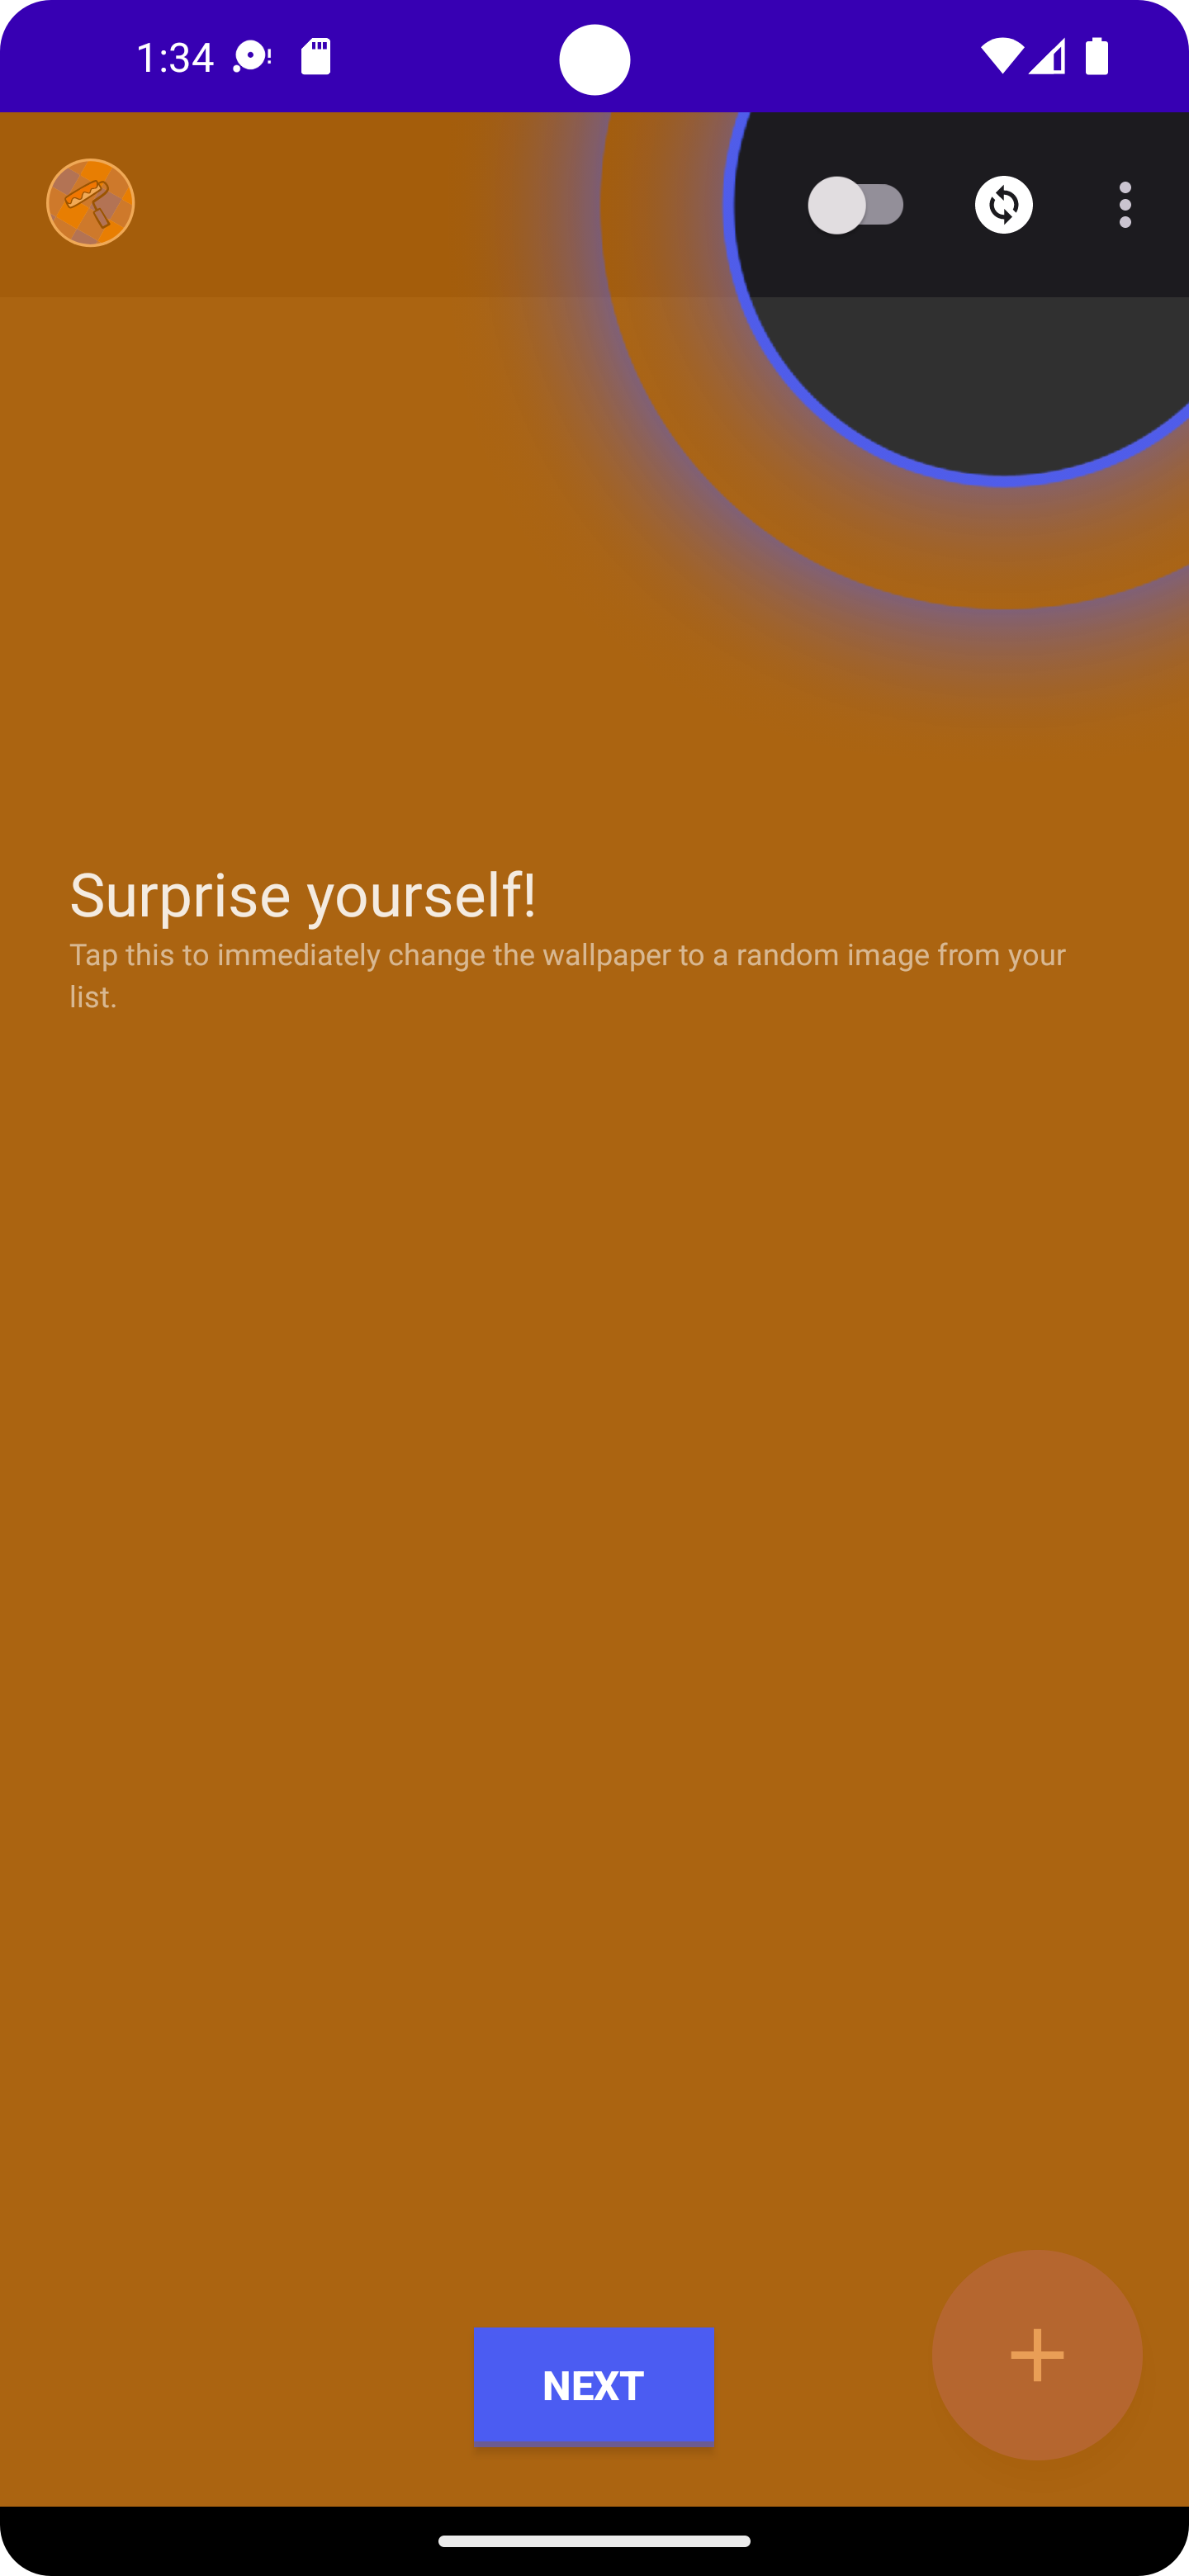 1:34
Surprise yourself!
Tap this to immediately change the wallpaper to a random image from your
list.
NEXT